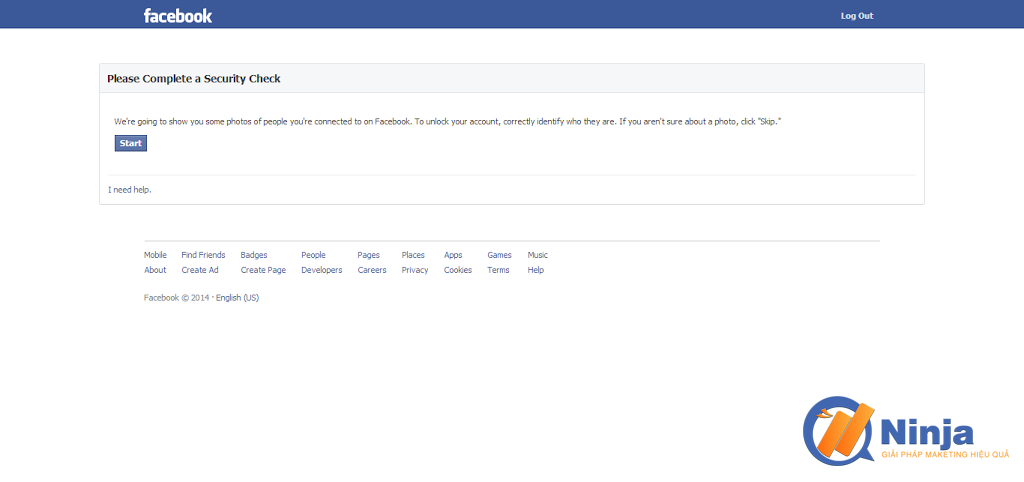 facebook
Log Out
Please Complete a Security Check
We're going to show you some photos of people you're connected to on Facebook. To unlock your account, correctly identify who they are. If you aren't sure about a photo, click "Skip."
Start
I need help.
Mobile Find Friends Badges People Pages Places Apps Games Music
About Create Ad Create Page Developers Careers Privacy Cookies Terms Help
Facebook © 2014 · English (US)
Ninja
GIẢI PHÁP MAKETING HIỆU QUẢ